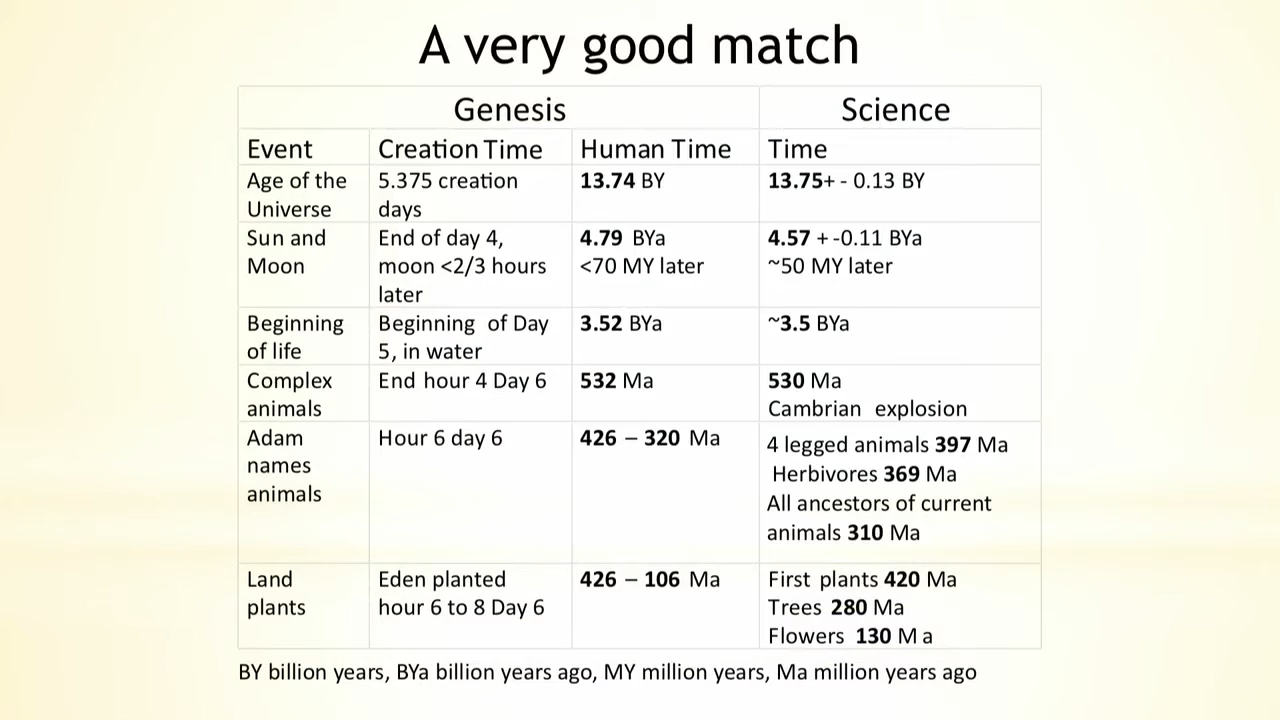 A very good match
Genesis Science
Event Creation Time Human Time Time
Age of the 5.375 creation 13.74 BY 13.75+ - 0.13 BY
Universe days
Sun and End of day 4, 4.79 BYa 4.57 + -0.11 BYa
Moon moon <2/3 hours <70 MY later ~50 MY later
later
Beginning Beginning of Day 3.52 BYa ~3.5 BYa
of life 5, in water
Complex End hour 4 Day 6 532 Ma 530 Ma
animals Cambrian explosion
Adam Hour 6 day 6 426 – 320 Ma 4 legged animals 397 Ma
names Herbivores 369 Ma
animals All ancestors of current
animals 310 Ma
Land Eden planted 426 – 106 Ma First plants 420 Ma
plants hour 6 to 8 Day 6 Trees 280 Ma
Flowers 130 M a
BY billion years, BYa billion years ago, MY million years, Ma million years ago